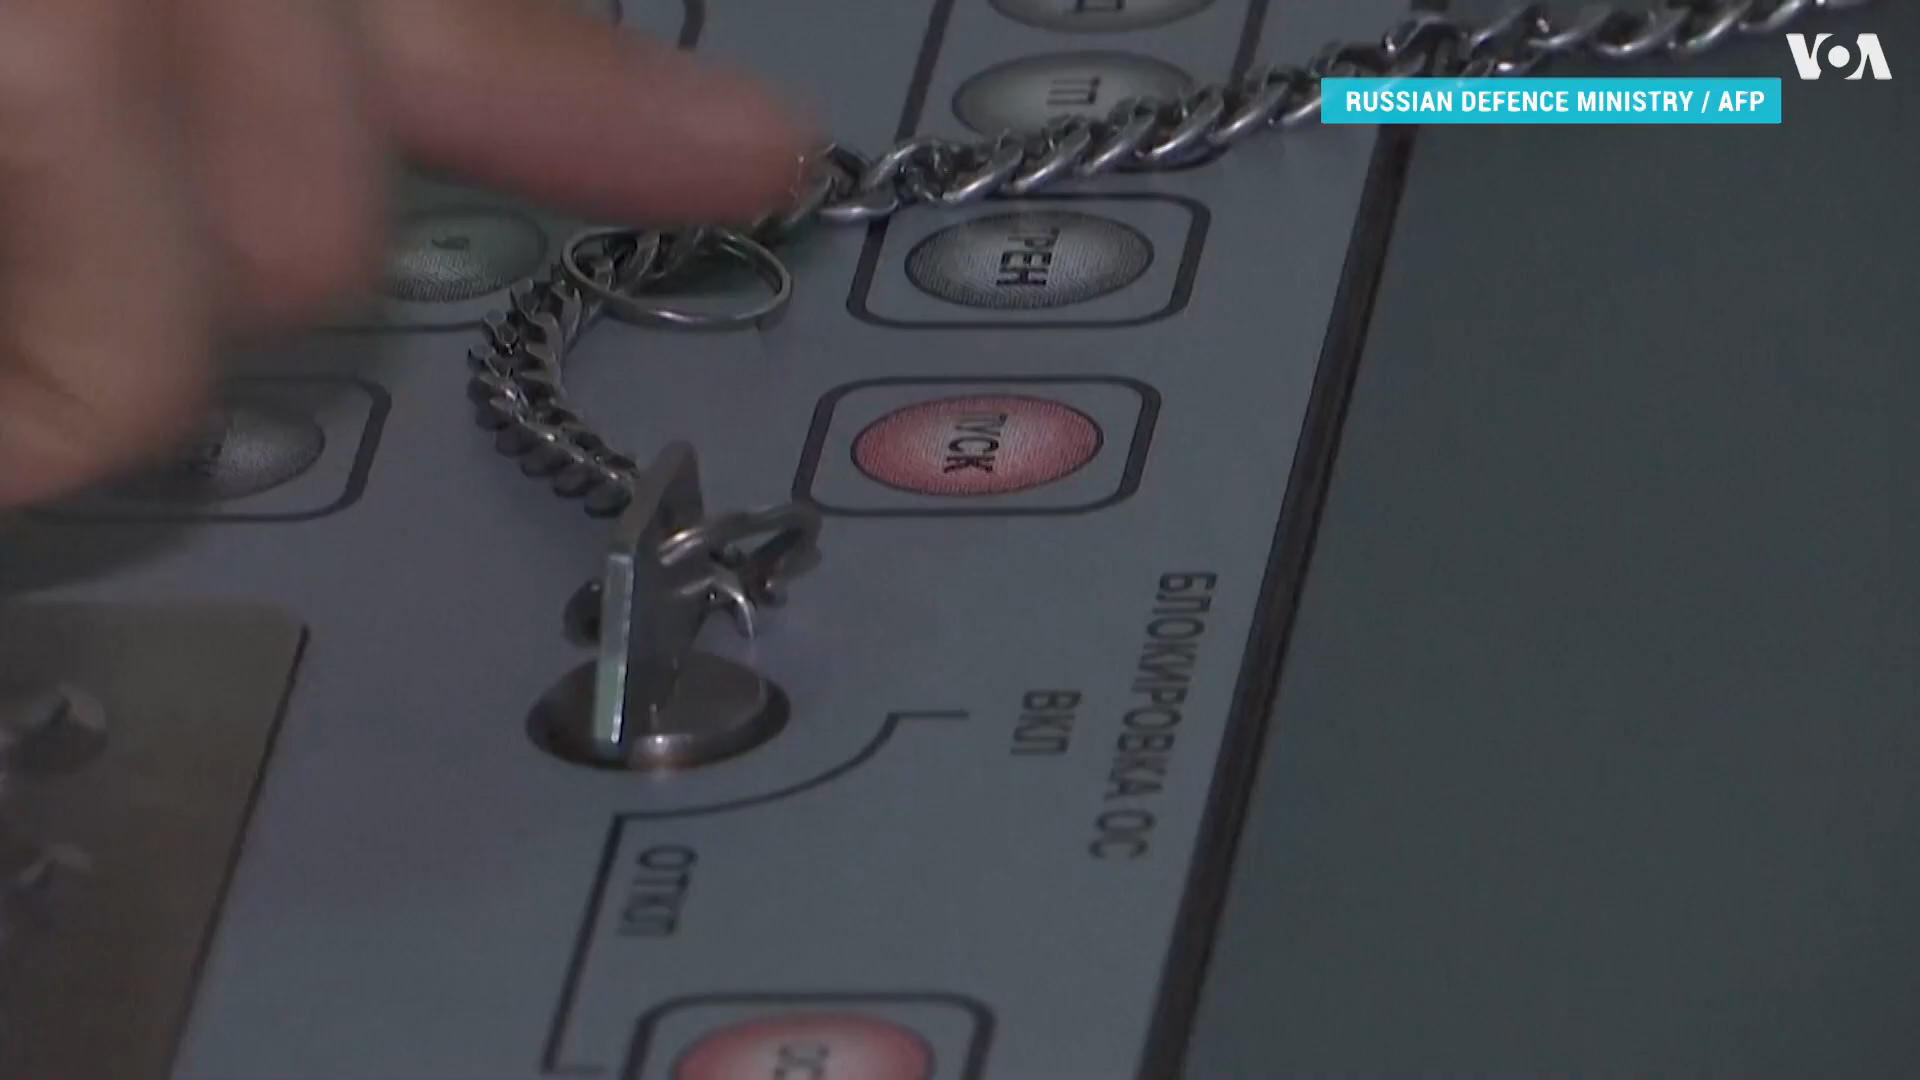 VOA
RUSSIAN DEFENCE MINISTRY / AFP
ТРЕН
ПУСК
БЛОКИРОВКА ОС
ВКЛ
ОТКЛ